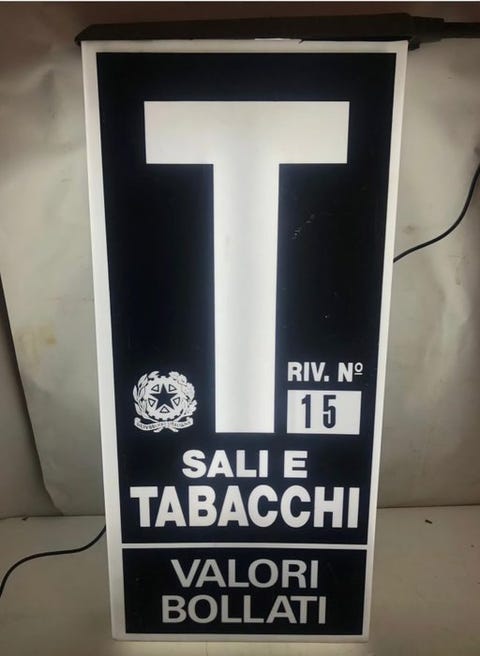 T
RIV. Nº
15
SALI E
TABACCHI
VALORI
BOLLATI